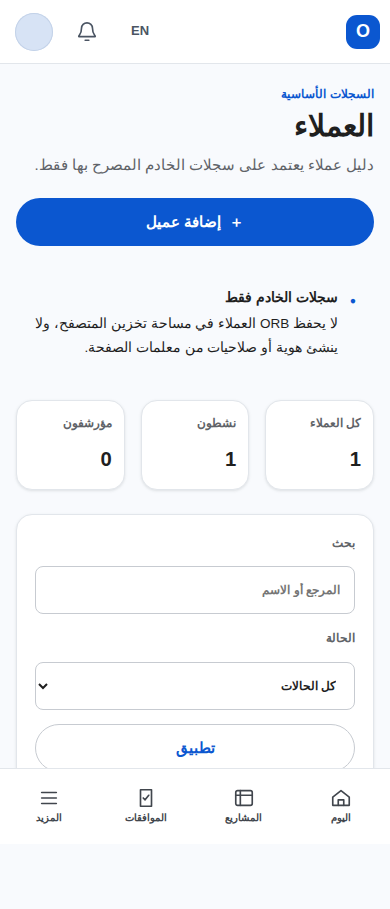 O
EN
السجلات الأساسية
العملاء
دليل عملاء يعتمد على سجلات الخادم المصرح بها فقط.
+ إضافة عميل
سجلات الخادم فقط
لا يحفظ ORB العملاء في مساحة تخزين المتصفح، ولا
ينشئ هوية أو صلاحيات من معلمات الصفحة.
كل العملاء
1
نشطون
1
مؤرشفون
0
بحث
المرجع أو الاسم
الحالة
كل الحالات
تطبيق
اليوم
المشاريع
الموافقات
المزيد